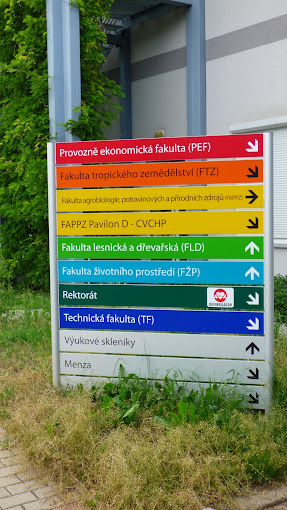 Provozně ekonomická fakulta (PEF)
Fakulta tropického zemědělství (FTZ)
Fakulta agrobiologie, potravinových a přírodních zdrojů (FAPPZ)
FAPPZ Pavilon D - CVCHP
Fakulta lesnická a dřevařská (FLD)
Fakulta životního prostředí (FŽP)
Rektorát
Technická fakulta (TF)
Výukové skleníky
Menza